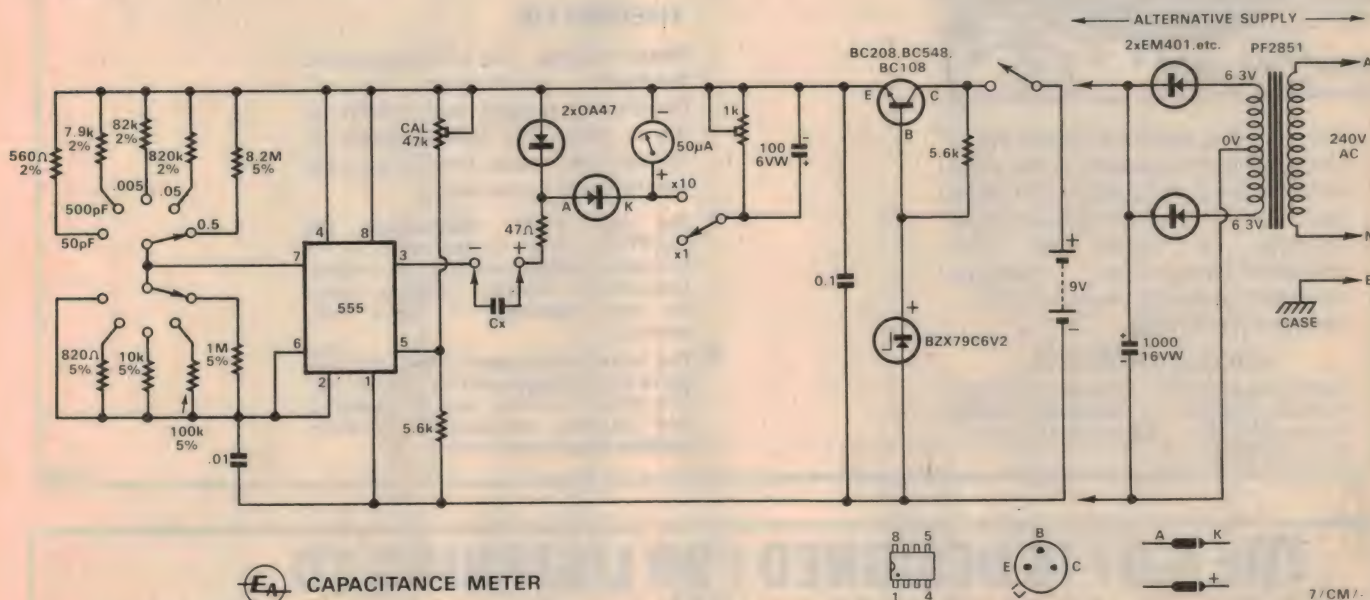 ALTERNATIVE SUPPLY
2xEM401.etc.
PF2851
BC208.BC548.
BC108
E
C
B
6 3V
0V
6 3V
240V
AC
A
N
E
CASE
560Ω
2%
7.9k
2%
82k
2%
820k
2%
8.2M
5%
.005
.05
500pF
50pF
0.5
4
8
7
3
555
6
5
2
1
CAL
47k
2xOA47
A
K
47Ω
−
+
Cx
−
50µA
+
x10
x1
1k
100
6VW
−
+
5.6k
0.1
+
BZX79C6V2
+
9V
−
+
−
1000
16VW
820Ω
5%
10k
5%
100k
5%
1M
5%
.01
5.6k
EA CAPACITANCE METER
8 5
1 4
B
E C
A K
+
7/CM/-